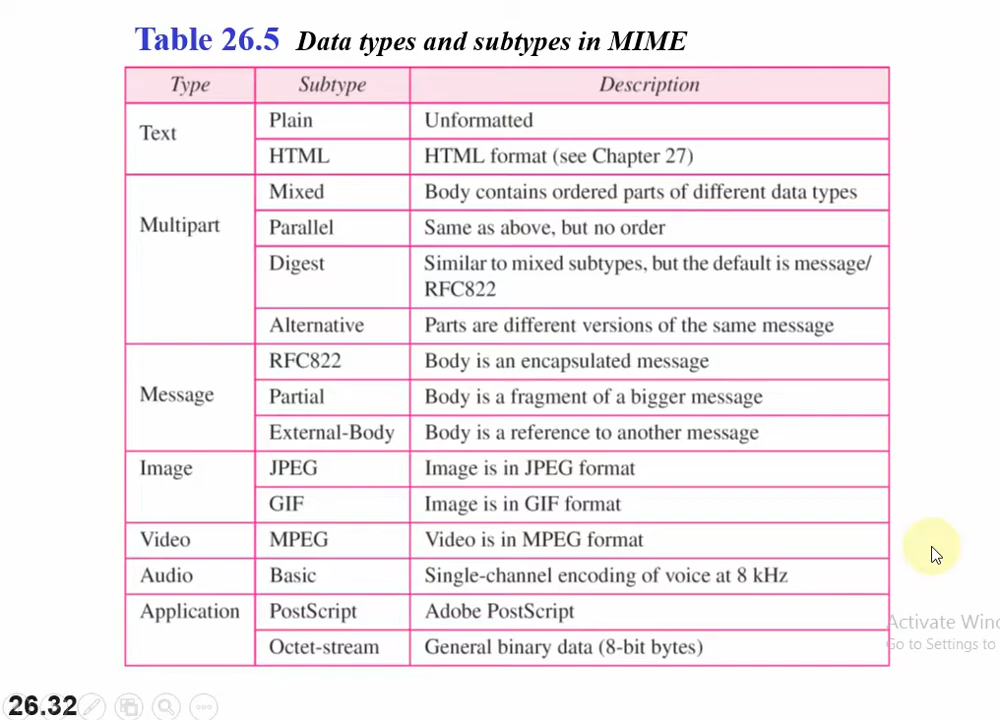 Table 26.5 Data types and subtypes in MIME
Type Subtype Description
Text Plain Unformatted
HTML HTML format (see Chapter 27)
Multipart Mixed Body contains ordered parts of different data types
Parallel Same as above, but no order
Digest Similar to mixed subtypes, but the default is message/
RFC822
Alternative Parts are different versions of the same message
Message RFC822 Body is an encapsulated message
Partial Body is a fragment of a bigger message
External-Body Body is a reference to another message
Image JPEG Image is in JPEG format
GIF Image is in GIF format
Video MPEG Video is in MPEG format
Audio Basic Single-channel encoding of voice at 8 kHz
Application PostScript Adobe PostScript
Octet-stream General binary data (8-bit bytes)
Activate Winc
Go to Settings to
26.32